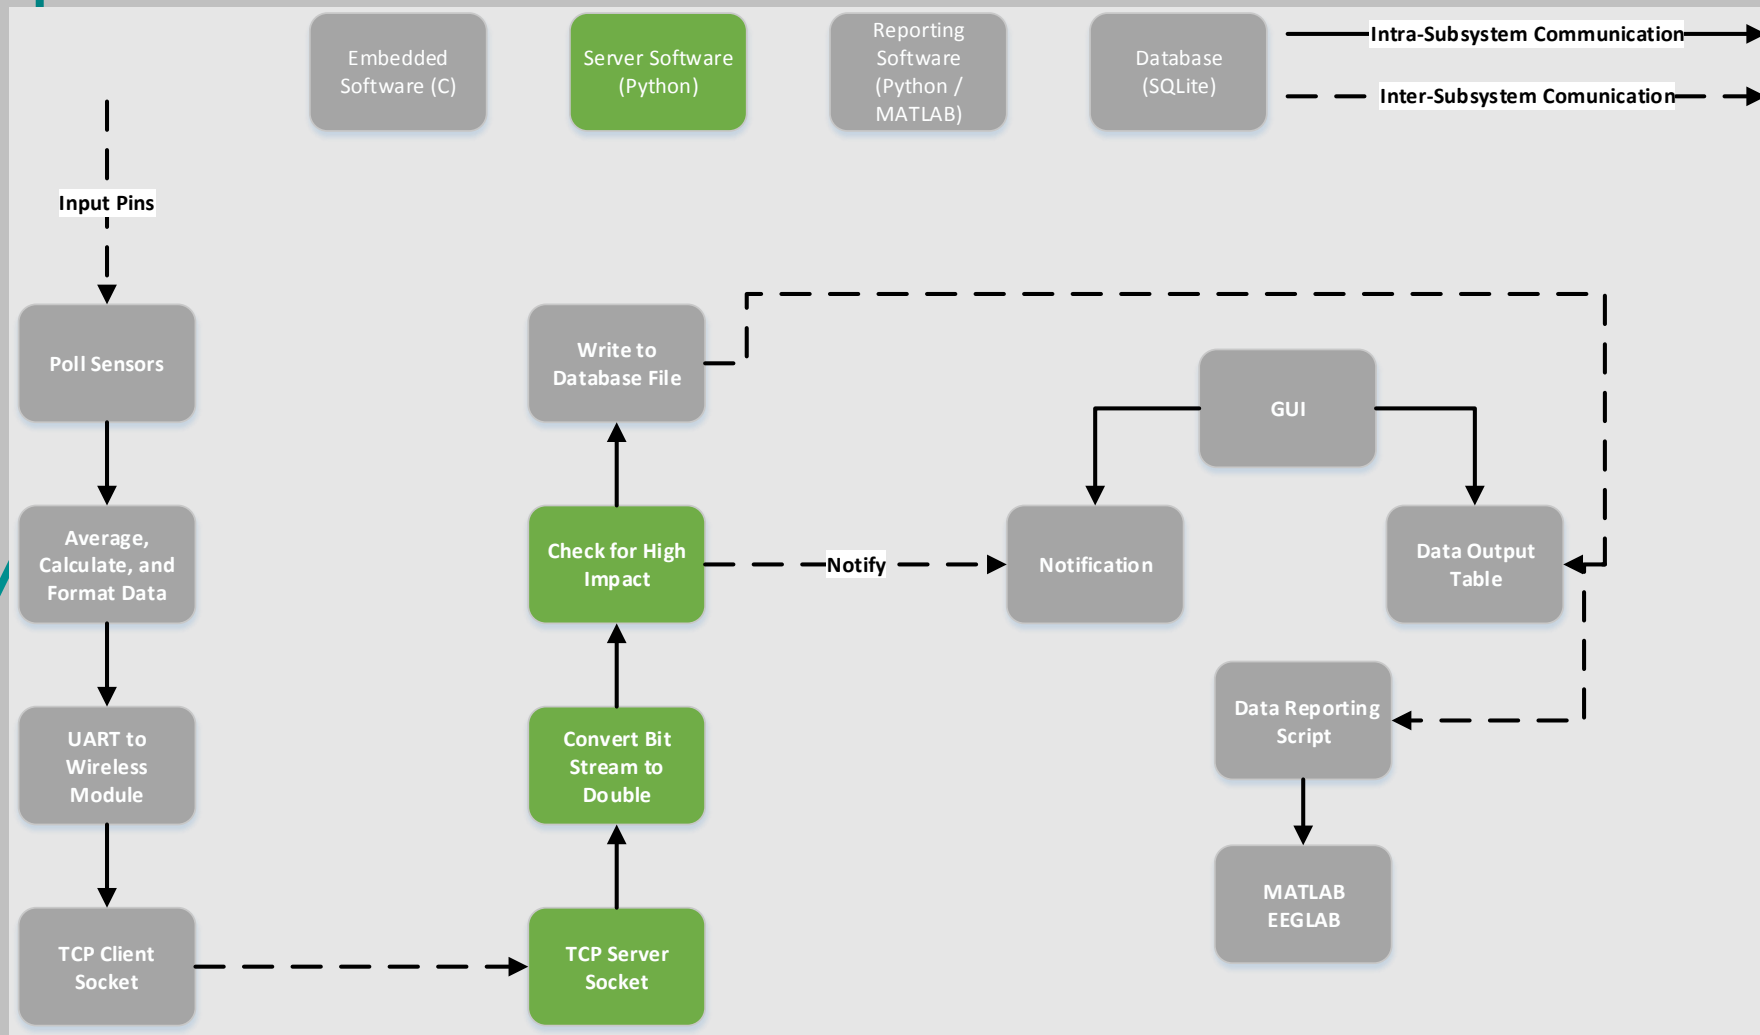 Embedded
Software (C)
Server Software
(Python)
Reporting
Software
(Python /
MATLAB)
Database
(SQLite)
Intra-Subsystem Communication
Inter-Subsystem Comunication
Input Pins
Poll Sensors
Write to
Database File
GUI
Average,
Calculate, and
Format Data
Check for High
Impact
Notify
Notification
Data Output
Table
UART to
Wireless
Module
Convert Bit
Stream to
Double
Data Reporting
Script
MATLAB
EEGLAB
TCP Client
Socket
TCP Server
Socket